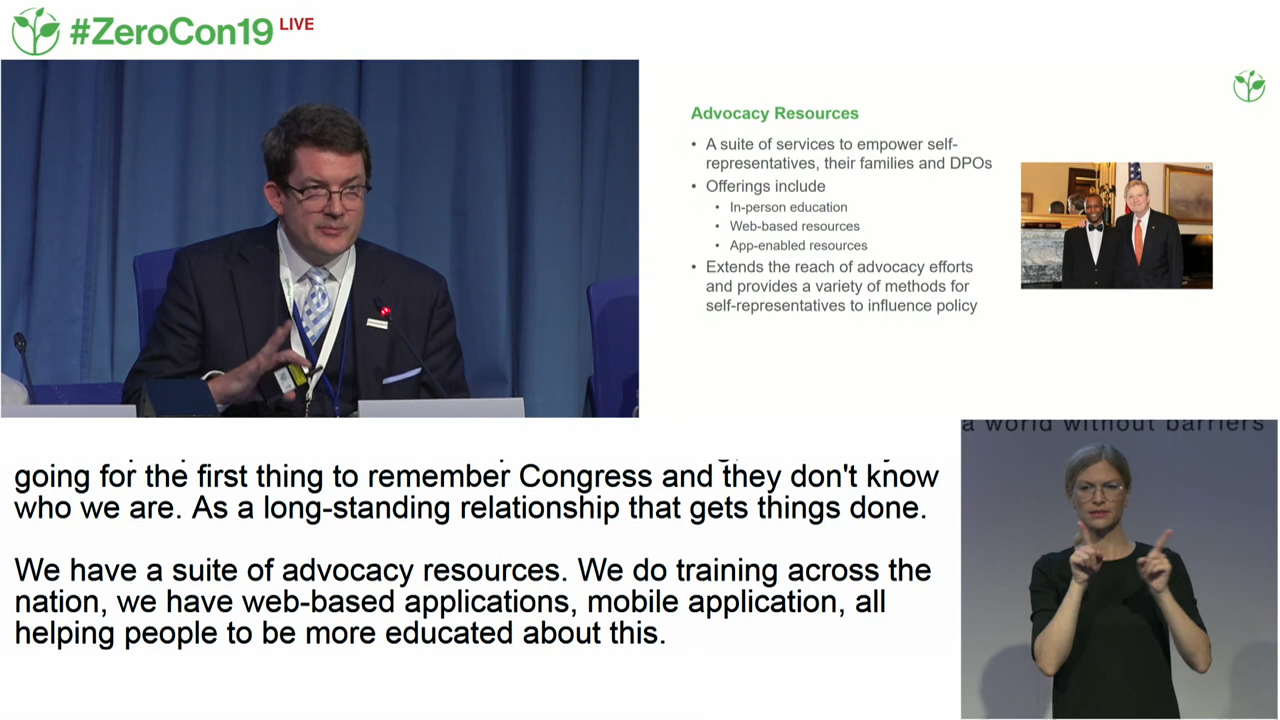 #ZeroCon19 LIVE
Advocacy Resources
• A suite of services to empower self-
representatives, their families and DPOs
• Offerings include
• In-person education
• Web-based resources
• App-enabled resources
• Extends the reach of advocacy efforts
and provides a variety of methods for
self-representatives to influence policy
going for the first thing to remember Congress and they don't know
who we are. As a long-standing relationship that gets things done.
We have a suite of advocacy resources. We do training across the
nation, we have web-based applications, mobile application, all
helping people to be more educated about this.
a world without barriers